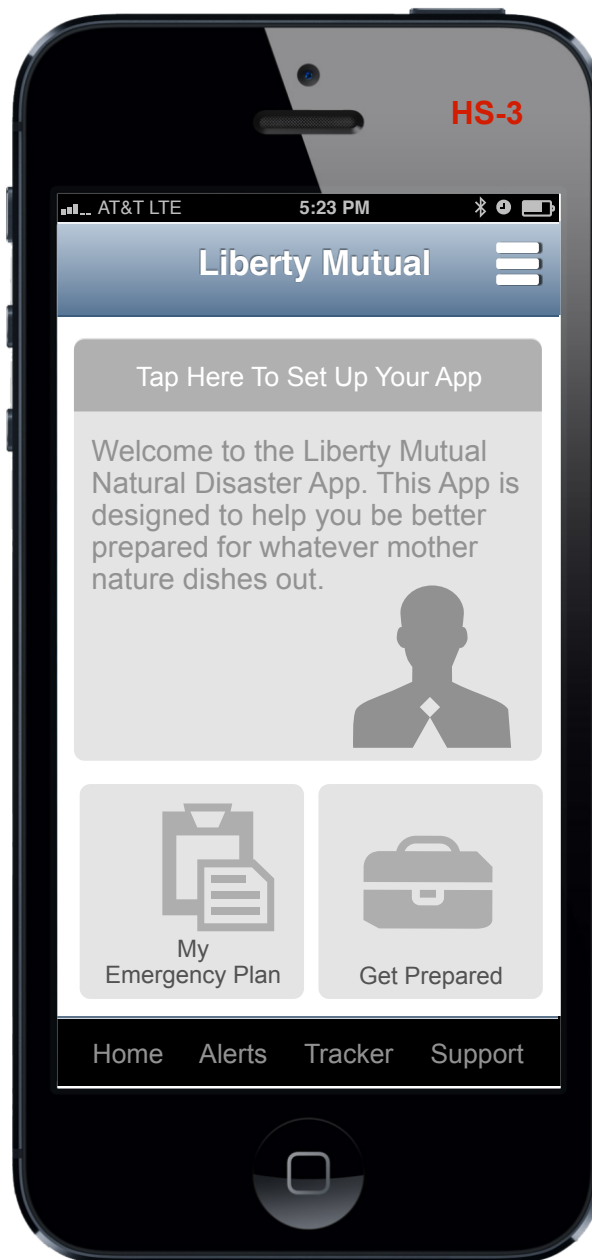 HS-3
AT&T LTE 5:23 PM
Liberty Mutual
Tap Here To Set Up Your App
Welcome to the Liberty Mutual
Natural Disaster App. This App is
designed to help you be better
prepared for whatever mother
nature dishes out.
My
Emergency Plan
Get Prepared
Home Alerts Tracker Support